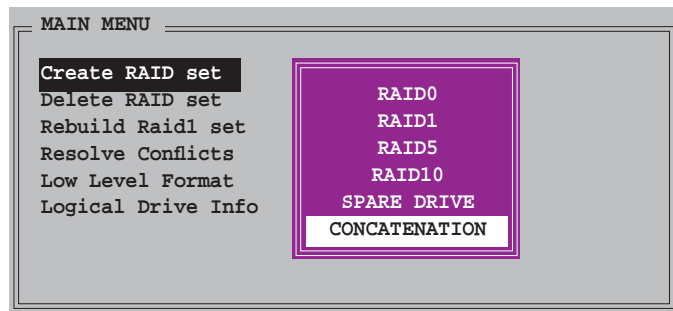 MAIN MENU
Create RAID set
Delete RAID set
Rebuild Raid1 set
Resolve Conflicts
Low Level Format
Logical Drive Info
RAID0
RAID1
RAID5
RAID10
SPARE DRIVE
CONCATENATION